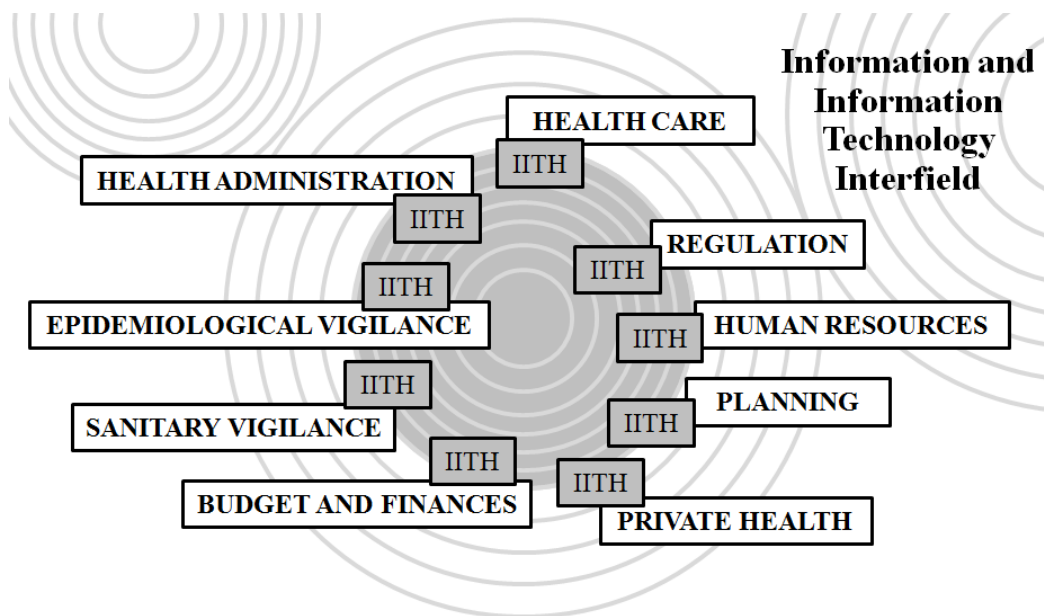 Information and
Information
Technology
Interfield
HEALTH CARE
IITH
HEALTH ADMINISTRATION
IITH
REGULATION
IITH
IITH
EPIDEMIOLOGICAL VIGILANCE
HUMAN RESOURCES
IITH
IITH
SANITARY VIGILANCE
PLANNING
IITH
IITH
BUDGET AND FINANCES
IITH
PRIVATE HEALTH